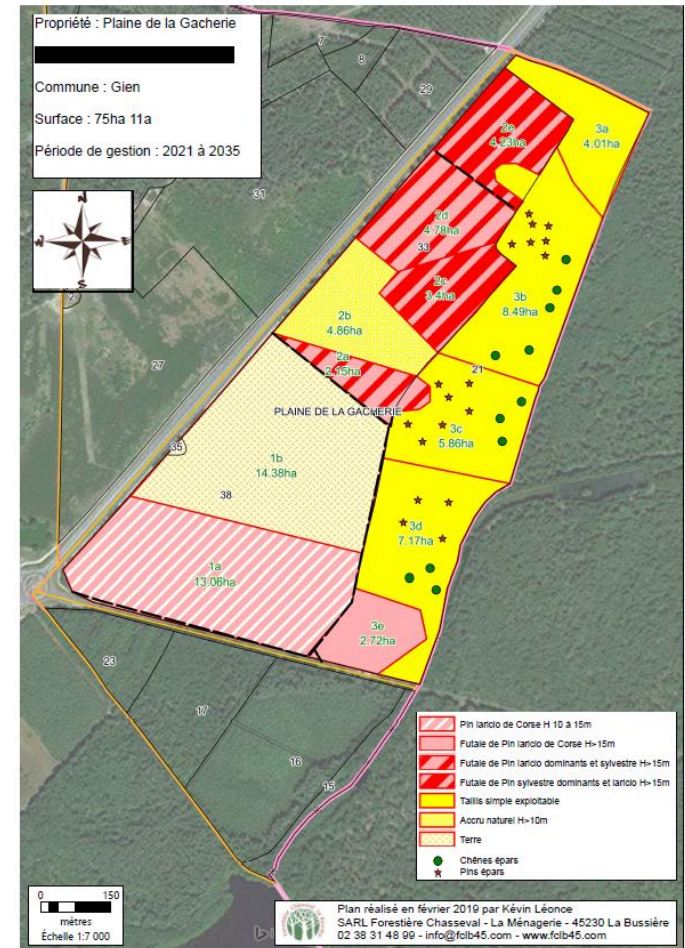 Propriété : Plaine de la Gacherie
Commune : Gien
Surface : 75ha 11a
Période de gestion : 2021 à 2035
7
8
29
31
2
27
35
2e
4.23ha
3a
4.01ha
2d
4.78ha
33
2c
3.4ha
3b
8.49ha
2b
4.86ha
2a
2.15ha
21
PLAINE DE LA GACHERIE
3c
5.86ha
1b
14.38ha
38
3d
7.17ha
1a
13.06ha
3e
2.72ha
23
17
16
15
Pin laricio de Corse H 10 à 15m
Futaie de Pin laricio de Corse H>15m
Futaie de Pin laricio dominants et sylvestre H>15m
Futaie de Pin sylvestre dominants et laricio H>15m
Taillis simple exploitable
Accru naturel H>10m
Terre
Chênes épars
Pins épars
0 150
mètres
Échelle 1:7 000
Plan réalisé en février 2019 par Kévin Léonce
SARL Forestière Chasseval - La Ménagerie - 45230 La Bussière
02 38 31 48 99 - info@fclb45.com - www.fclb45.com